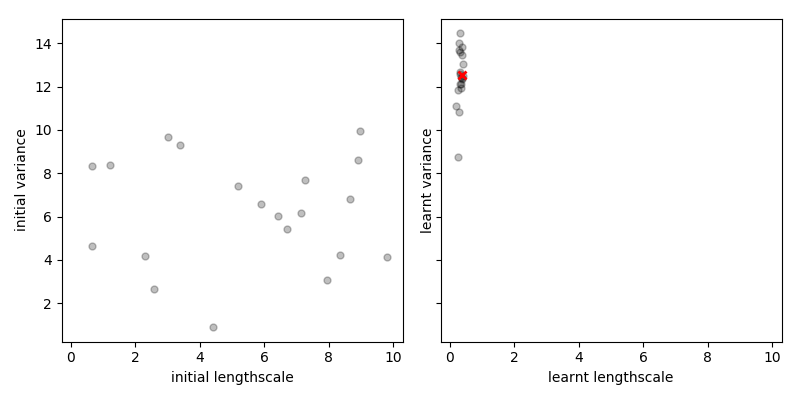 initial variance
14
12
10
8
6
4
2
0 2 4 6 8 10
initial lengthscale
learnt variance
0 2 4 6 8 10
learnt lengthscale